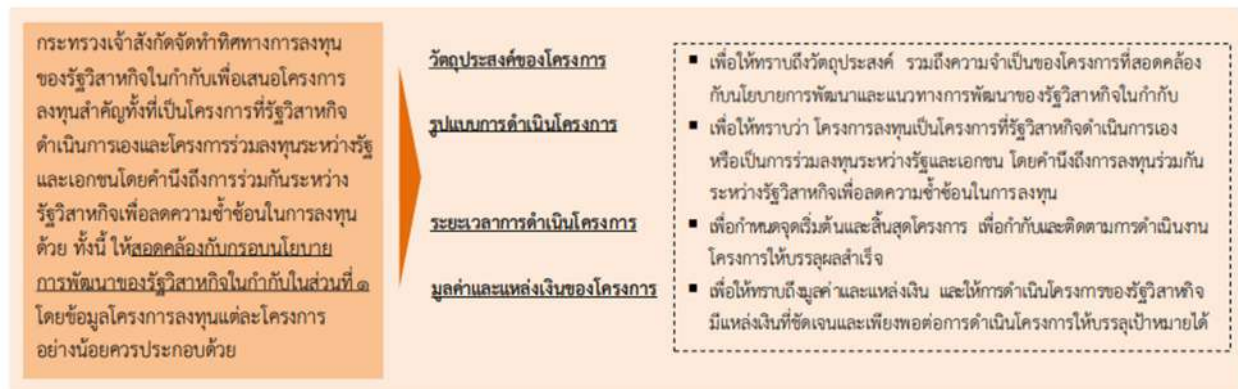 กระทรวงเจ้าสังกัดจัดทำทิศทางการลงทุน
ของรัฐวิสาหกิจในกำกับเพื่อเสนอโครงการ
ลงทุนสำคัญทั้งที่เป็นโครงการที่รัฐวิสาหกิจ
ดำเนินการเองและโครงการร่วมลงทุนระหว่างรัฐ
และเอกชนโดยคำนึงถึงการร่วมกันระหว่าง
รัฐวิสาหกิจเพื่อลดความซ้ำซ้อนในการลงทุน
ด้วย ทั้งนี้ ให้สอดคล้องกับกรอบนโยบาย
การพัฒนาของรัฐวิสาหกิจในกำกับในส่วนที่ ๑
โดยข้อมูลโครงการลงทุนแต่ละโครงการ
อย่างน้อยควรประกอบด้วย
วัตถุประสงค์ของโครงการ
▪ เพื่อให้ทราบถึงวัตถุประสงค์ รวมถึงความจำเป็นของโครงการที่สอดคล้อง
กับนโยบายการพัฒนาและแนวทางการพัฒนาของรัฐวิสาหกิจในกำกับ
รูปแบบการดำเนินโครงการ
▪ เพื่อให้ทราบว่า โครงการลงทุนเป็นโครงการที่รัฐวิสาหกิจดำเนินการเอง
หรือเป็นการร่วมลงทุนระหว่างรัฐและเอกชน โดยคำนึงถึงการลงทุนร่วมกัน
ระหว่างรัฐวิสาหกิจเพื่อลดความซ้ำซ้อนในการลงทุน
ระยะเวลาการดำเนินโครงการ
▪ เพื่อกำหนดจุดเริ่มต้นและสิ้นสุดโครงการ เพื่อกำกับและติดตามการดำเนินงาน
โครงการให้บรรลุผลสำเร็จ
มูลค่าและแหล่งเงินของโครงการ
▪ เพื่อให้ทราบถึงมูลค่าและแหล่งเงิน และให้การดำเนินโครงการของรัฐวิสาหกิจ
มีแหล่งเงินที่ชัดเจนและเพียงพอต่อการดำเนินโครงการให้บรรลุเป้าหมายได้